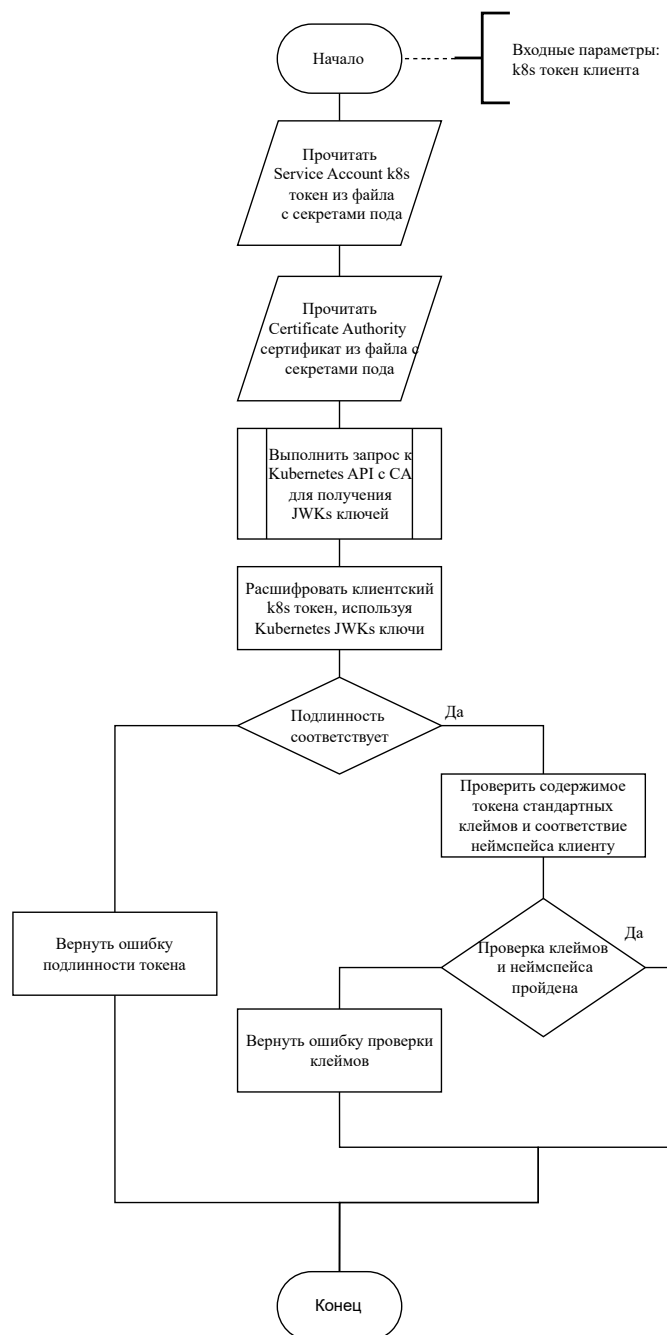 Начало
Входные параметры:
k8s токен клиента
Прочитать
Service Account k8s
токен из файла
с секретами пода
Прочитать
Certificate Authority
сертификат из файла с
секретами пода
Выполнить запрос к
Kubernetes API с CA
для получения
JWKs ключей
Расшифровать клиентский
k8s токен, используя
Kubernetes JWKs ключи
Подлинность
соответствует
Да
Проверить содержимое
токена стандартных
клеймов и соответствие
неймспейса клиенту
Вернуть ошибку
подлинности токена
Проверка клеймов
и неймспейса
пройдена
Да
Вернуть ошибку проверки
клеймов
Конец